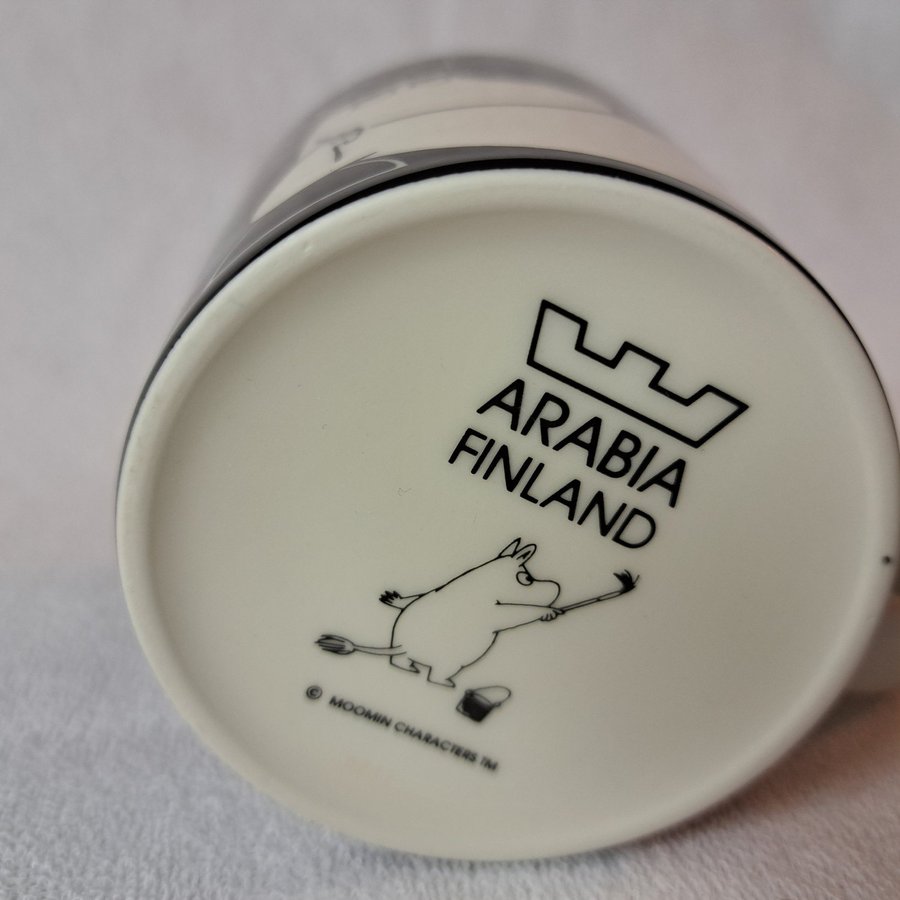 ARABIA
FINLAND
© MOOMIN CHARACTERS ™